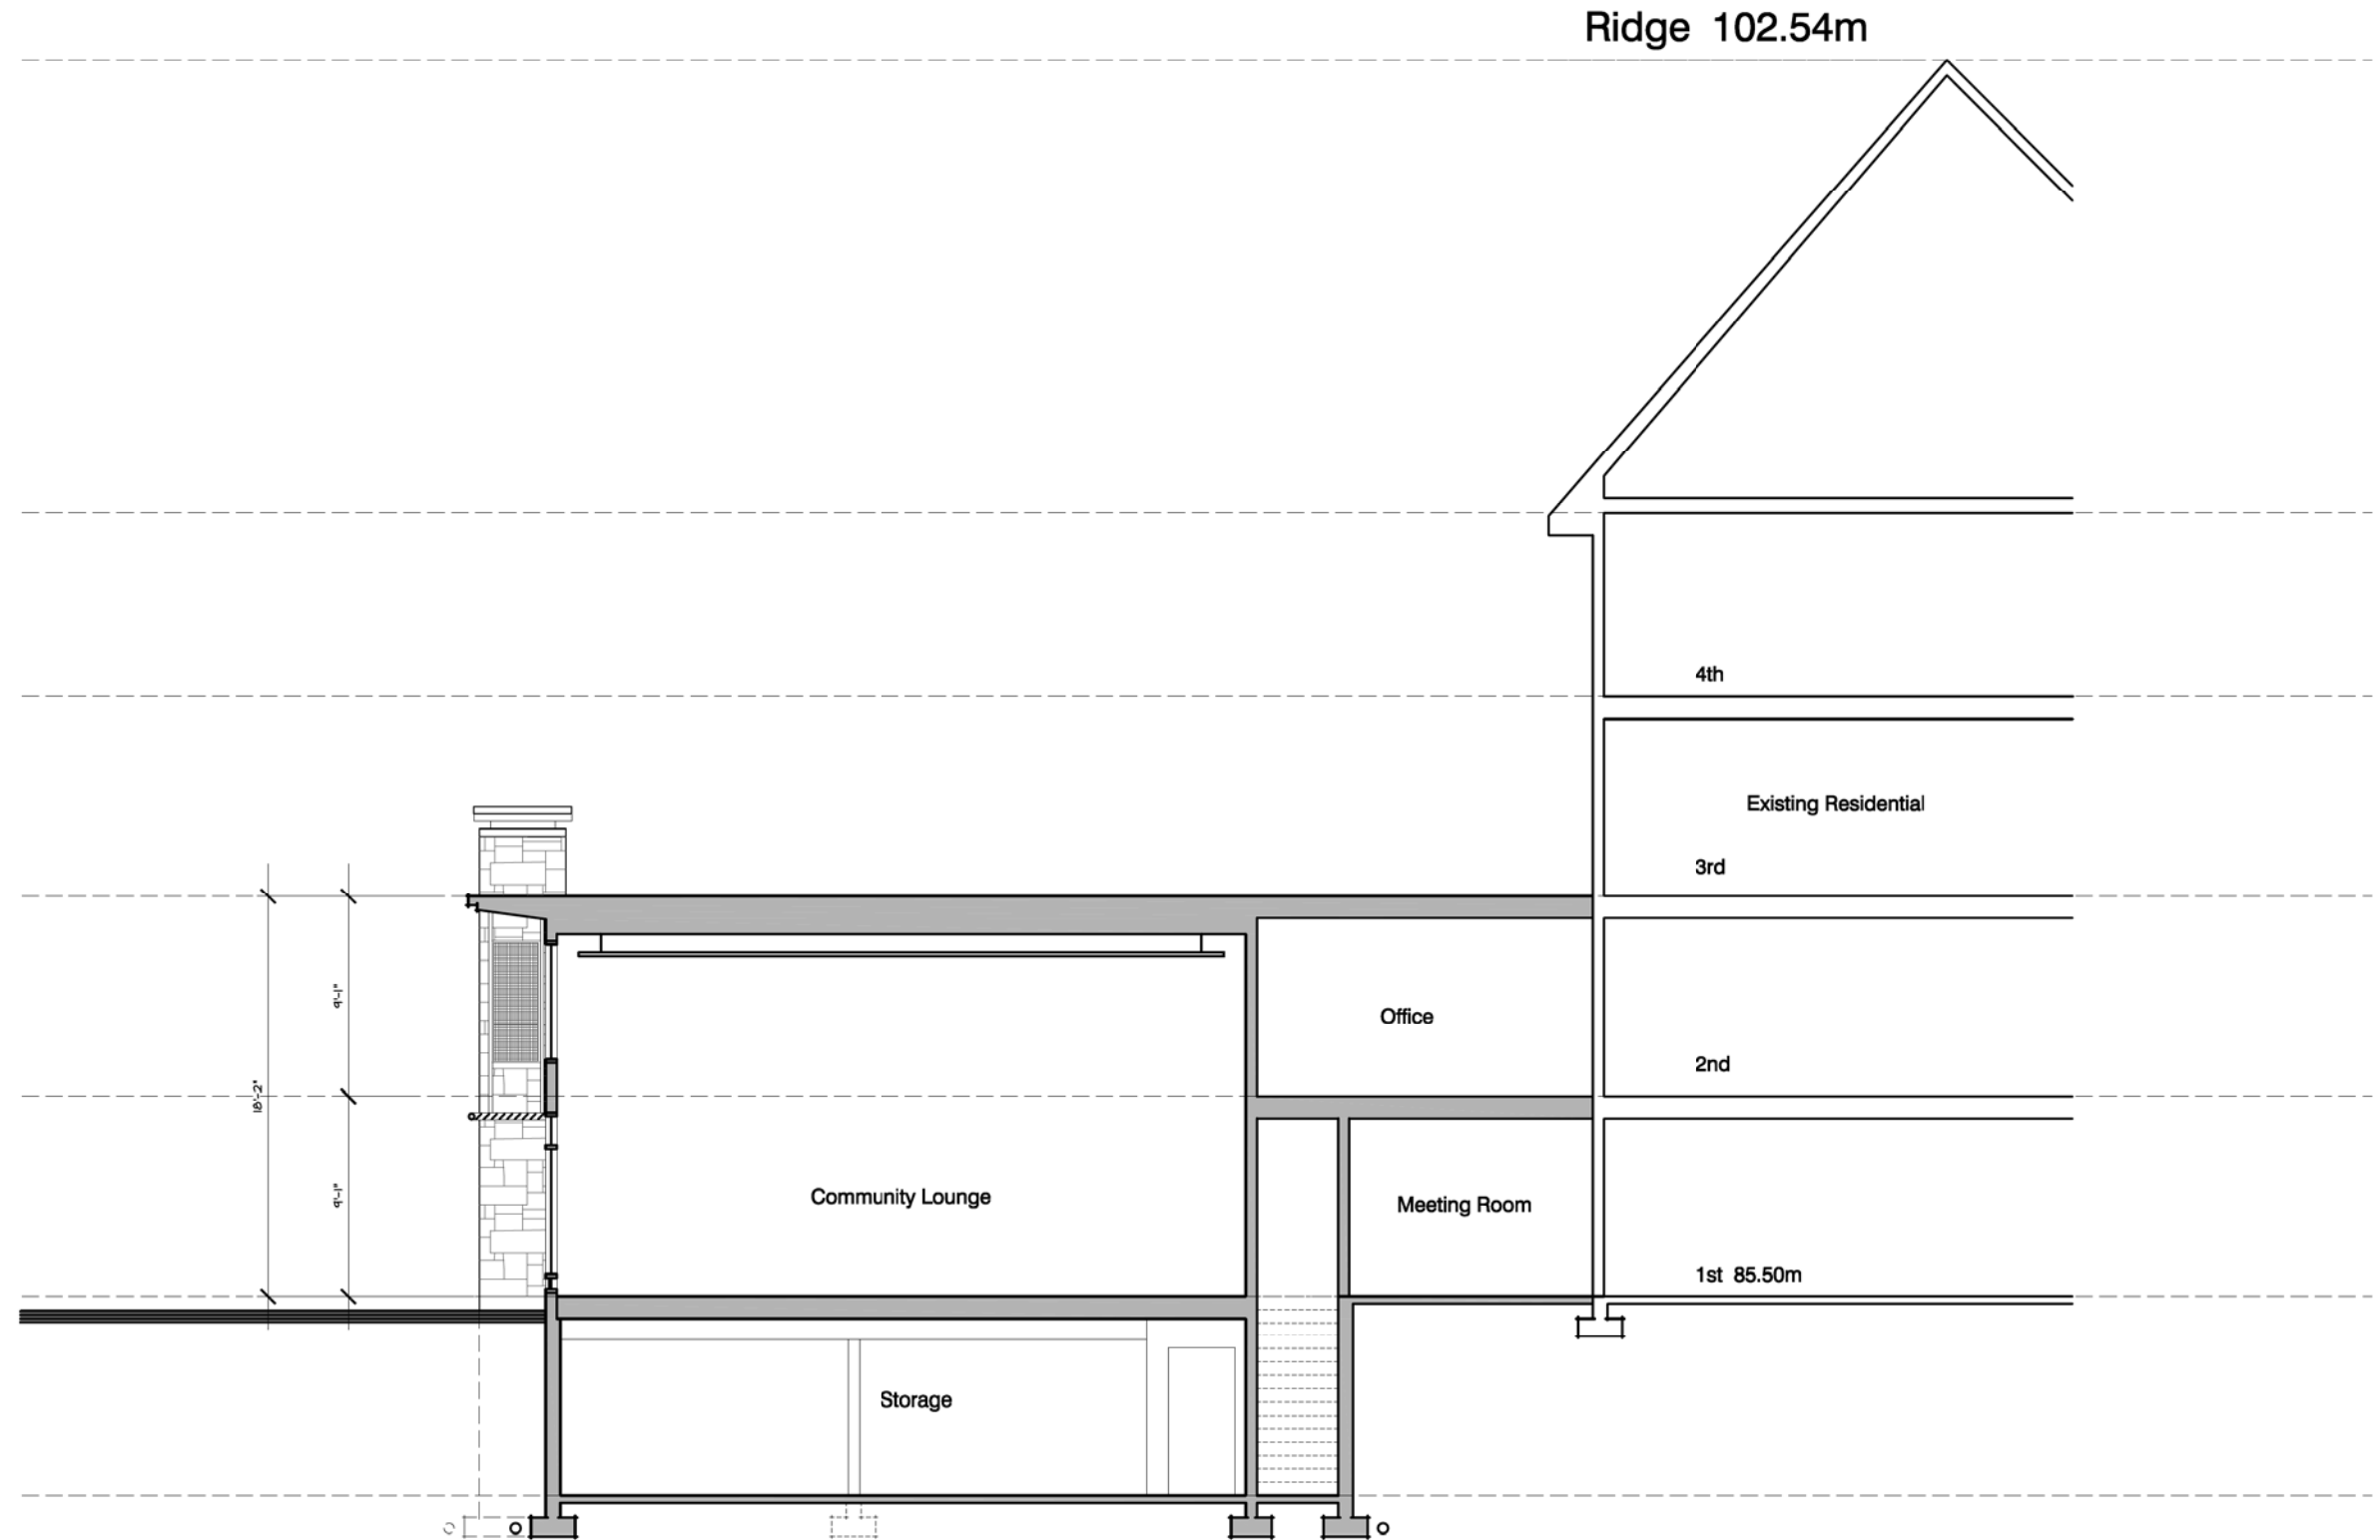 Ridge 102.54m
4th
Existing Residential
3rd
9'-1"
Office
2nd
18'-2"
9'-1"
Community Lounge
Meeting Room
1st 85.50m
Storage